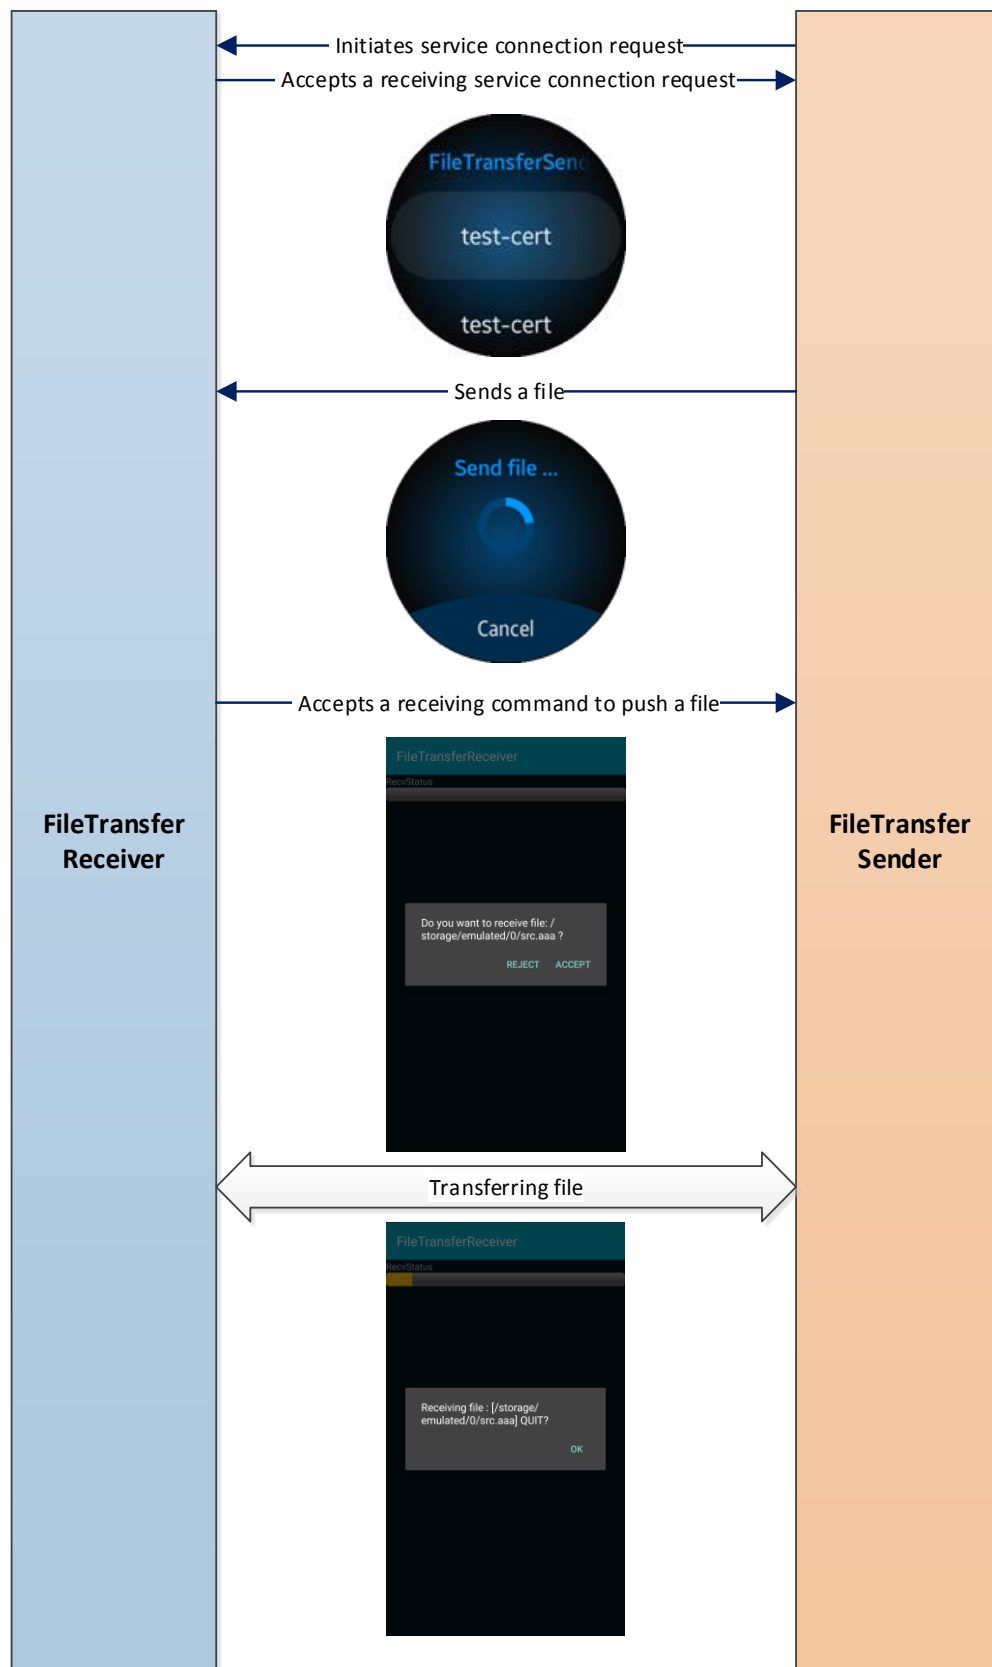 Initiates service connection request
Accepts a receiving service connection request
FileTransferSend
test-cert
test-cert
Sends a file
Send file ...
Cancel
Accepts a receiving command to push a file
FileTransferReceiver
RecvStatus
FileTransfer
Receiver
FileTransfer
Sender
Do you want to receive file: /
storage/emulated/0/src.aaa ?
REJECT ACCEPT
Transferring file
FileTransferReceiver
RecvStatus
Receiving file : [/storage/
emulated/0/src.aaa] QUIT?
OK